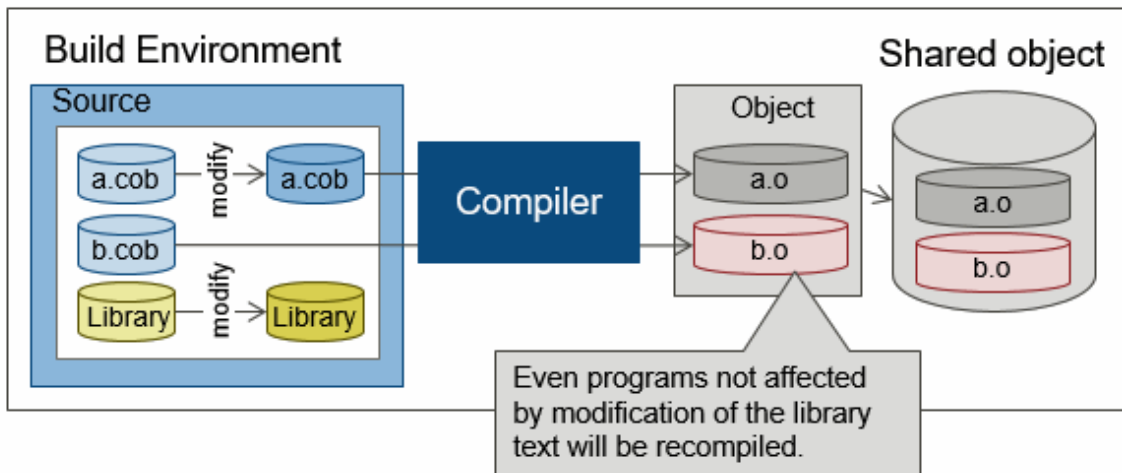 Build Environment
Shared object
Source
Object
a.cob
modify
a.cob
Compiler
a.o
a.o
b.cob
b.o
b.o
Library
modify
Library
Even programs not affected
by modification of the library
text will be recompiled.